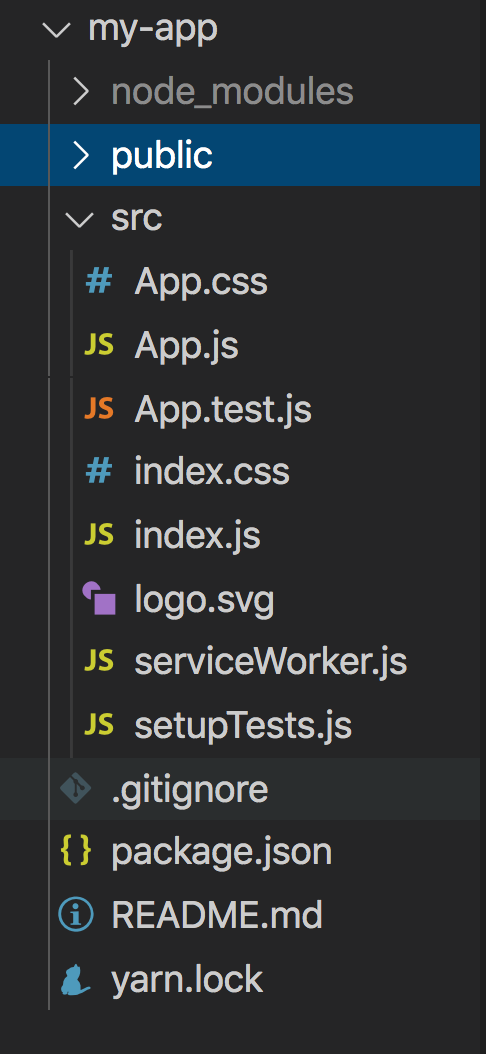 my-app
node_modules
public
src
# App.css
JS App.js
JS App.test.js
# index.css
JS index.js
logo.svg
JS serviceWorker.js
JS setupTests.js
.gitignore
{} package.json
README.md
yarn.lock